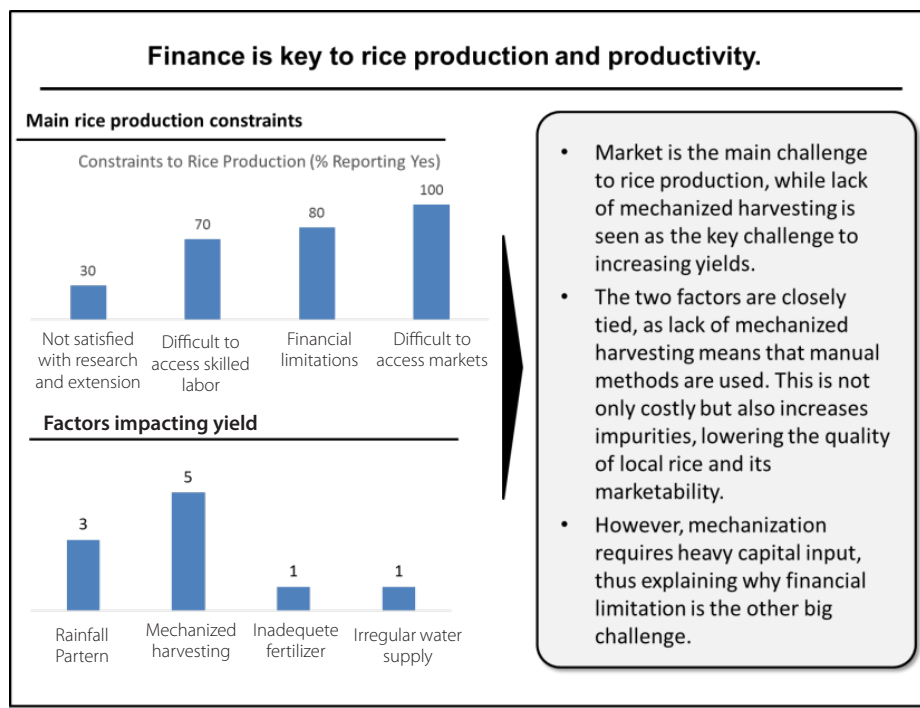 Finance is key to rice production and productivity.
Main rice production constraints
Constraints to Rice Production (% Reporting Yes)
30
70
80
100
Not satisfied
with research
and extension
Difficult to
access skilled
labor
Financial
limitations
Difficult to
access markets
Factors impacting yield
3
5
1
1
Rainfall
Partern
Mechanized
harvesting
Inadequete
fertilizer
Irregular water
supply
• Market is the main challenge
to rice production, while lack
of mechanized harvesting is
seen as the key challenge to
increasing yields.
• The two factors are closely
tied, as lack of mechanized
harvesting means that manual
methods are used. This is not
only costly but also increases
impurities, lowering the quality
of local rice and its
marketability.
• However, mechanization
requires heavy capital input,
thus explaining why financial
limitation is the other big
challenge.